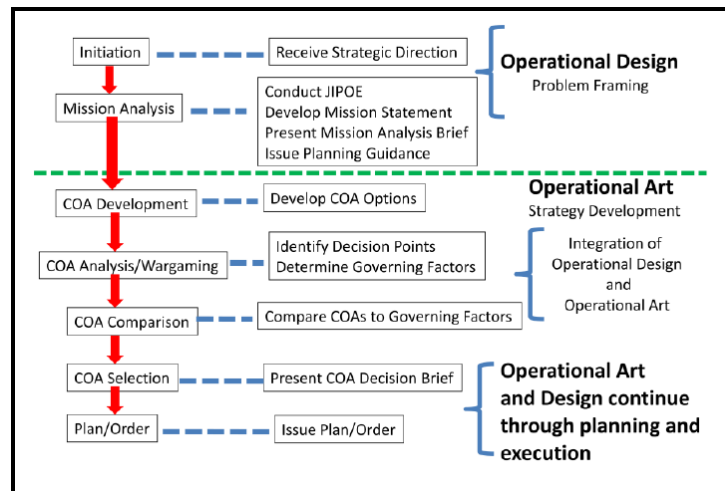 Initiation
Receive Strategic Direction
Operational Design
Problem Framing
Mission Analysis
Conduct JIPOE
Develop Mission Statement
Present Mission Analysis Brief
Issue Planning Guidance
COA Development
Develop COA Options
Operational Art
Strategy Development
COA Analysis/Wargaming
Identify Decision Points
Determine Governing Factors
Integration of
Operational Design
and
Operational Art
COA Comparison
Compare COAs to Governing Factors
COA Selection
Present COA Decision Brief
Plan/Order
Issue Plan/Order
Operational Art
and Design continue
through planning and
execution